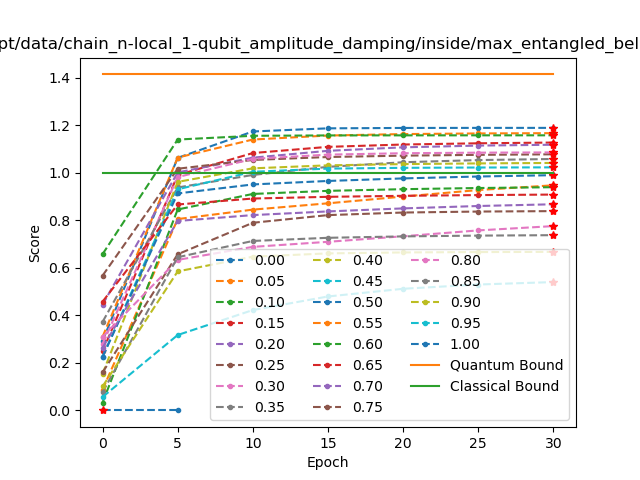 pt/data/chain_n-local_1-qubit_amplitude_damping/inside/max_entangled_bel
1.4
1.2
1.0
0.8
0.6
0.4
0.2
0.0
Score
0.00 0.40 0.80
0.05 0.45 0.85
0.10 0.50 0.90
0.15 0.55 0.95
0.20 0.60 1.00
0.25 0.65 Quantum Bound
0.30 0.70 Classical Bound
0.35 0.75
0 5 10 15 20 25 30
Epoch